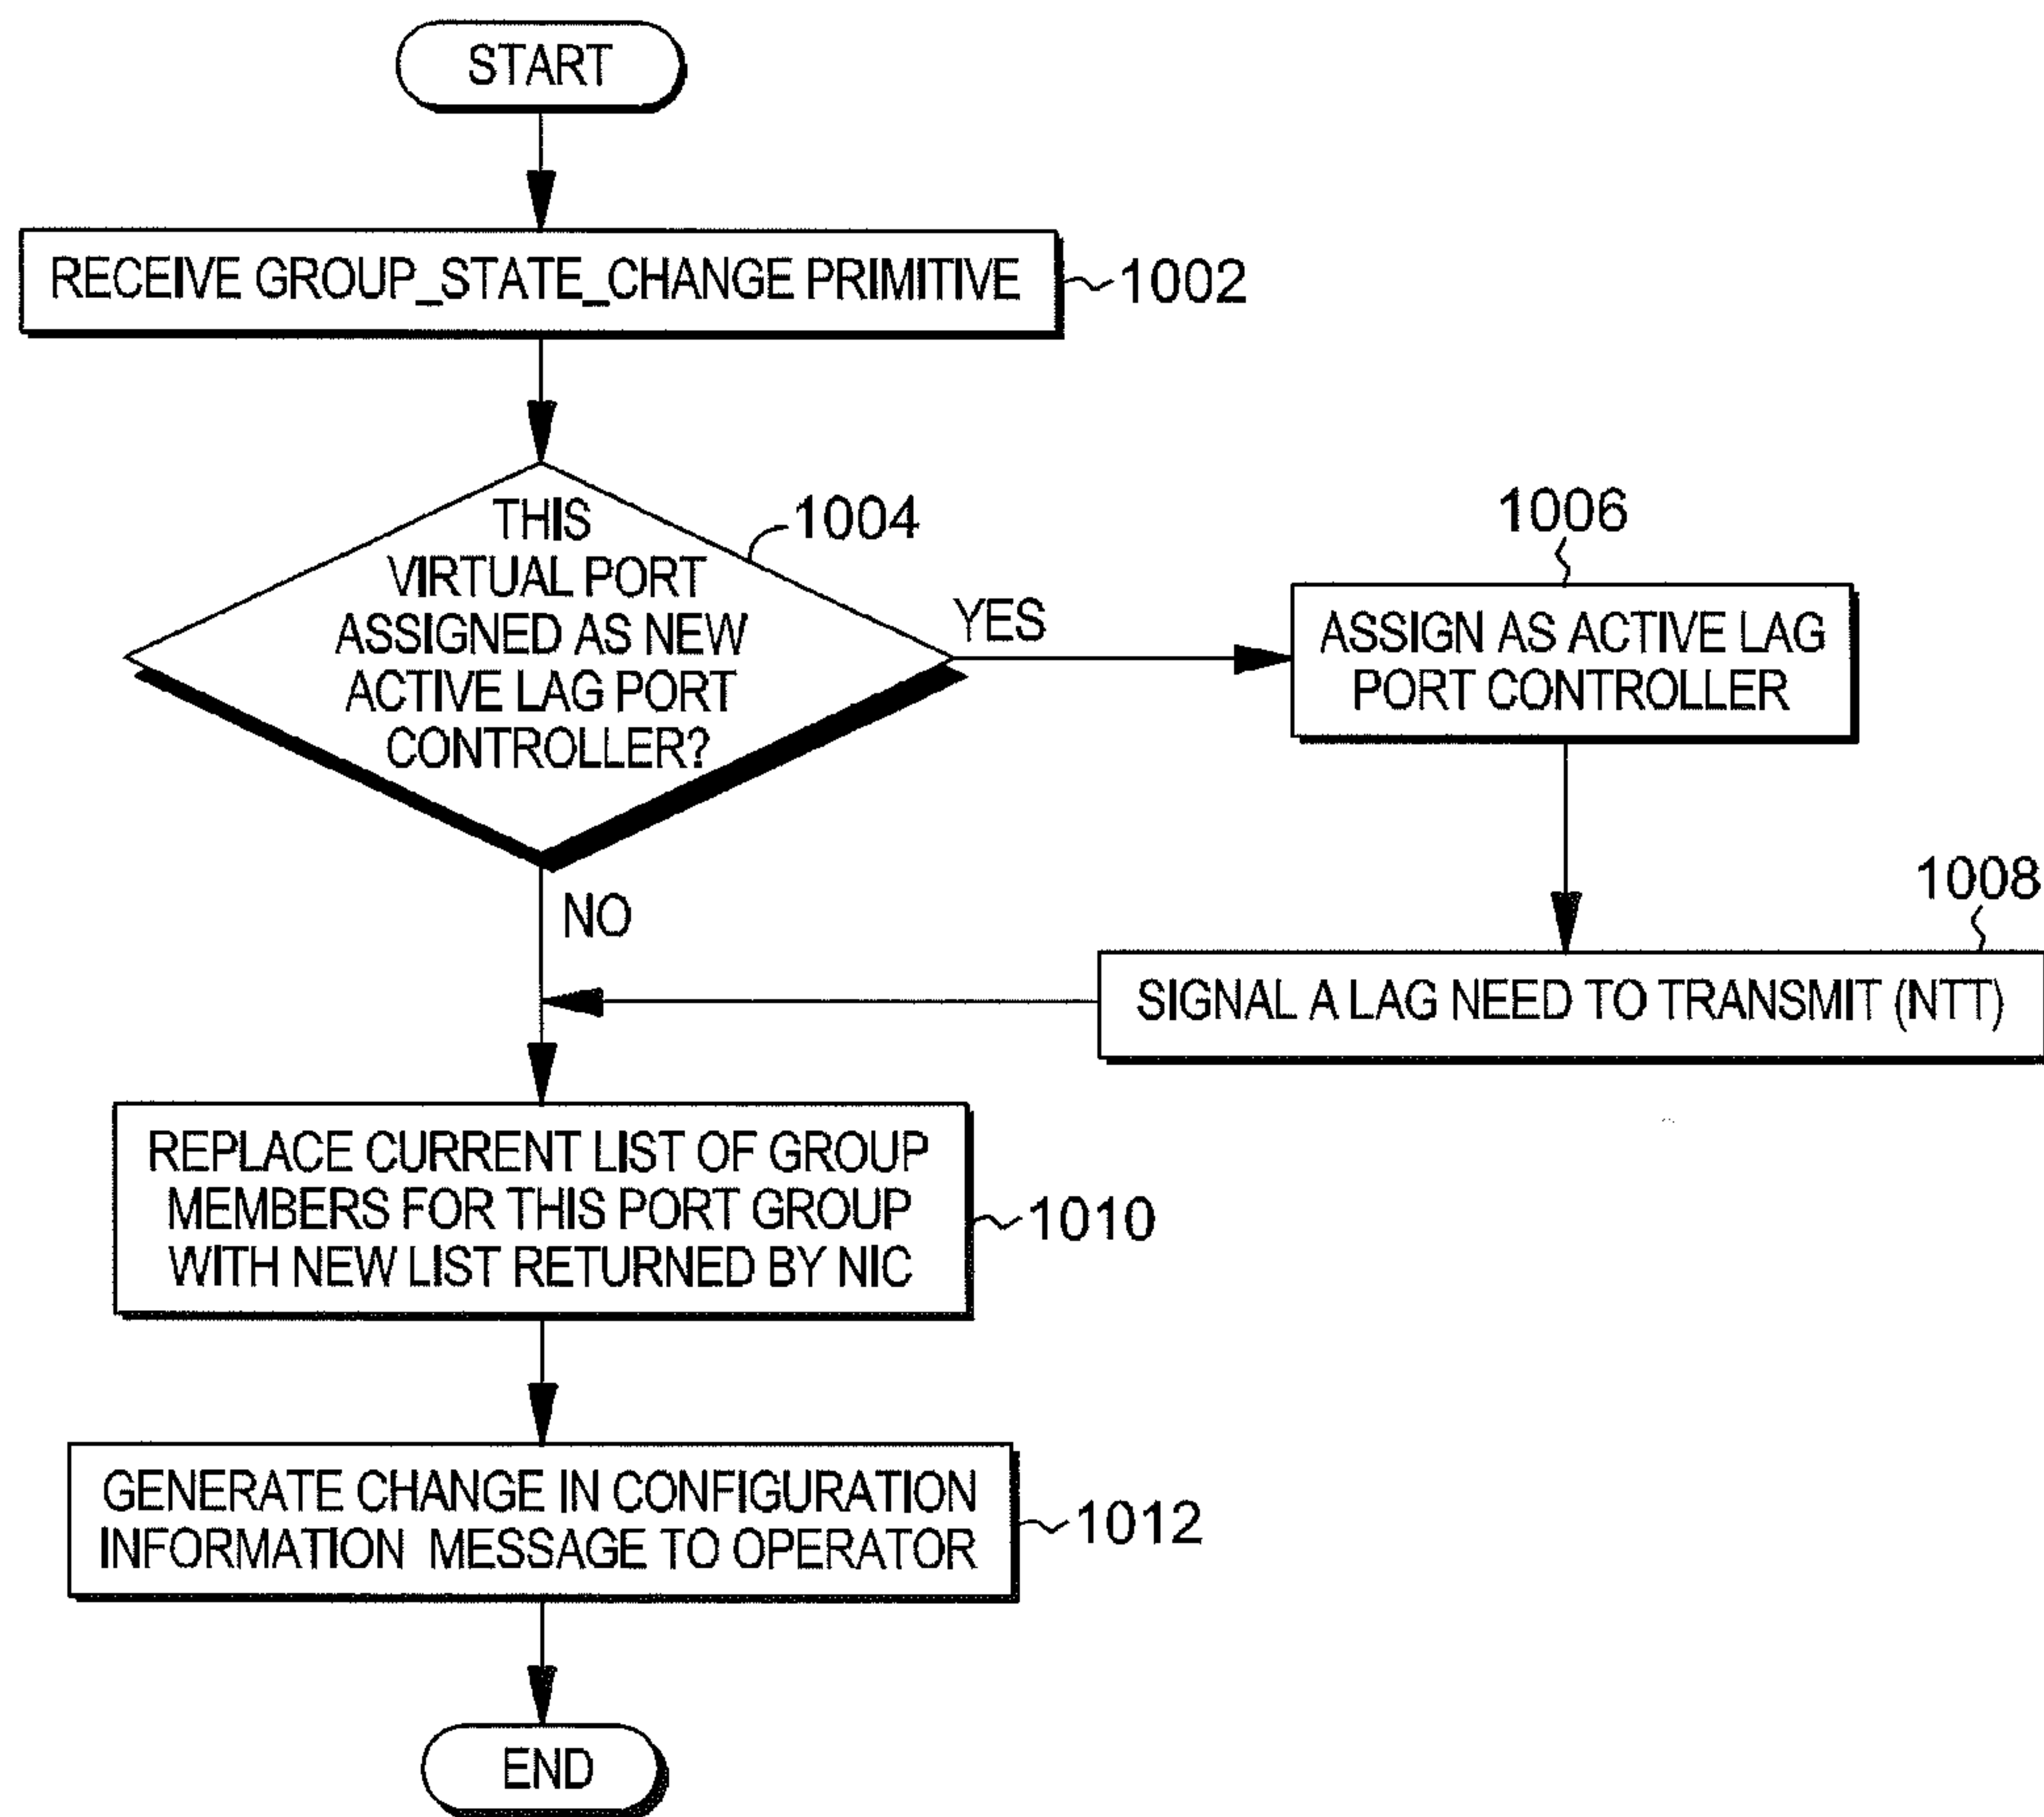 START
RECEIVE GROUP_STATE_CHANGE PRIMITIVE
1002
THIS
VIRTUAL PORT
ASSIGNED AS NEW
ACTIVE LAG PORT
CONTROLLER?
1004
YES
1006
ASSIGN AS ACTIVE LAG
PORT CONTROLLER
NO
1008
SIGNAL A LAG NEED TO TRANSMIT (NTT)
REPLACE CURRENT LIST OF GROUP
MEMBERS FOR THIS PORT GROUP
WITH NEW LIST RETURNED BY NIC
1010
GENERATE CHANGE IN CONFIGURATION
INFORMATION MESSAGE TO OPERATOR
1012
END